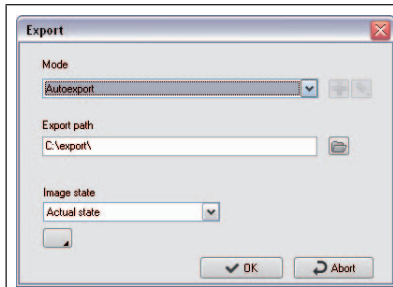 Export
Mode
Autoexport
Export path
C:\export\
Image state
Actual state
OK
Abort